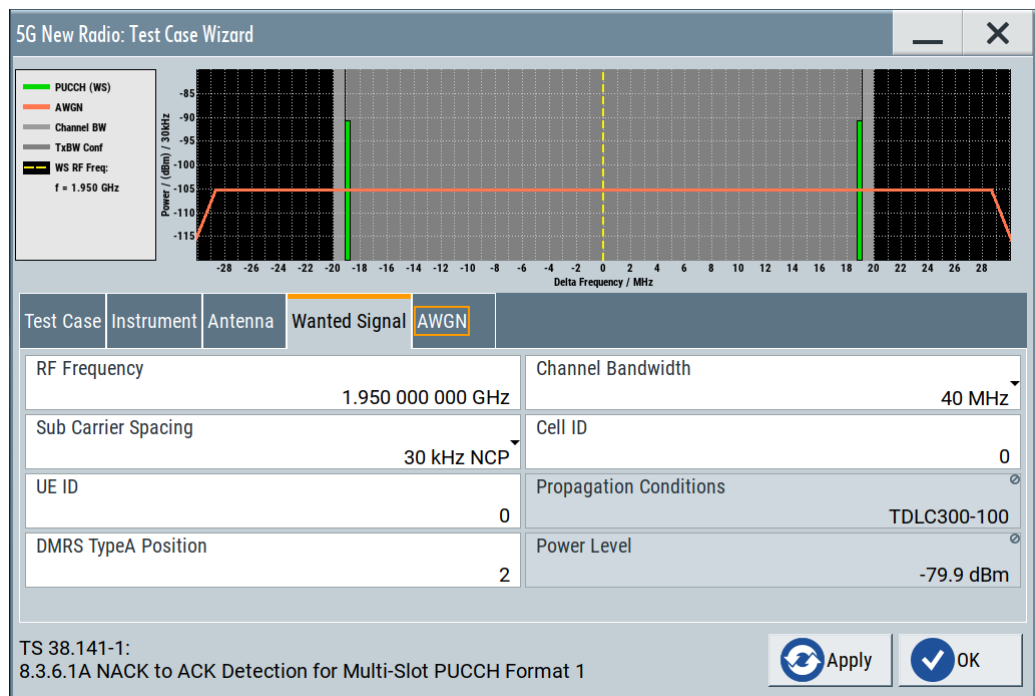 5G New Radio: Test Case Wizard
PUCCH (WS)
AWGN
Channel BW
TxBW Conf
WS RF Freq:
f = 1.950 GHz
Power / (dBm) / 30kHz
-85
-90
-95
-100
-105
-110
-115
-28 -26 -24 -22 -20 -18 -16 -14 -12 -10 -8 -6 -4 -2 0 2 4 6 8 10 12 14 16 18 20 22 24 26 28
Delta Frequency / MHz
Test Case Instrument Antenna Wanted Signal AWGN
RF Frequency
1.950 000 000 GHz
Channel Bandwidth
40 MHz
Sub Carrier Spacing
30 kHz NCP
Cell ID
0
UE ID
0
Propagation Conditions
TDLC300-100
DMRS TypeA Position
2
Power Level
-79.9 dBm
TS 38.141-1:
8.3.6.1A NACK to ACK Detection for Multi-Slot PUCCH Format 1
Apply
OK